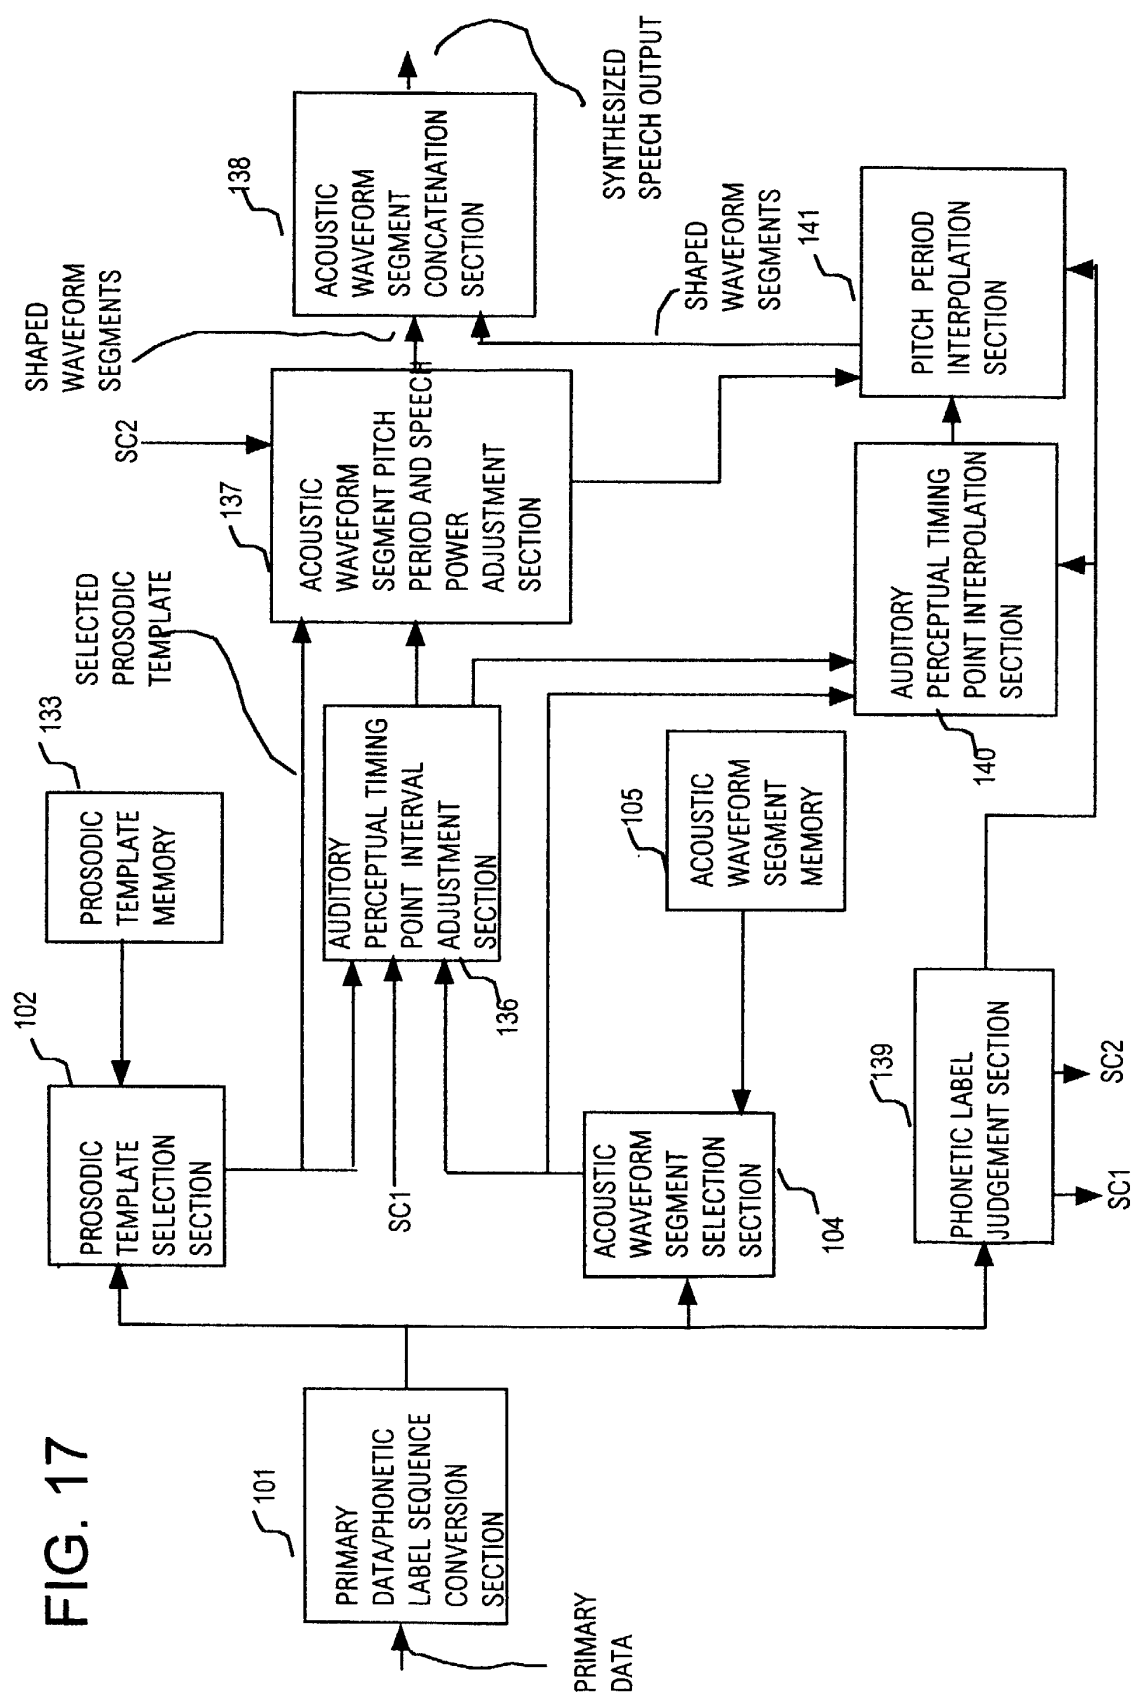 FIG. 17
PRIMARY
DATA
101
PRIMARY
DATA/PHONETIC
LABEL SEQUENCE
CONVERSION
SECTION
102
PROSODIC
TEMPLATE
SELECTION
SECTION
133
PROSODIC
TEMPLATE
MEMORY
SELECTED
PROSODIC
TEMPLATE
SC1
AUDITORY
PERCEPTUAL TIMING
POINT INTERVAL
ADJUSTMENT
SECTION
136
137
SC2
ACOUSTIC
WAVEFORM
SEGMENT PITCH
PERIOD AND SPEECH
POWER
ADJUSTMENT
SECTION
SHAPED
WAVEFORM
SEGMENTS
138
ACOUSTIC
WAVEFORM
SEGMENT
CONCATENATION
SECTION
SYNTHESIZED
SPEECH OUTPUT
ACOUSTIC
WAVEFORM
SEGMENT
SELECTION
SECTION
104
105
ACOUSTIC
WAVEFORM
SEGMENT
MEMORY
SHAPED
WAVEFORM
SEGMENTS
139
PHONETIC LABEL
JUDGEMENT SECTION
SC1
SC2
AUDITORY
PERCEPTUAL TIMING
POINT INTERPOLATION
SECTION
140
141
PITCH PERIOD
INTERPOLATION
SECTION